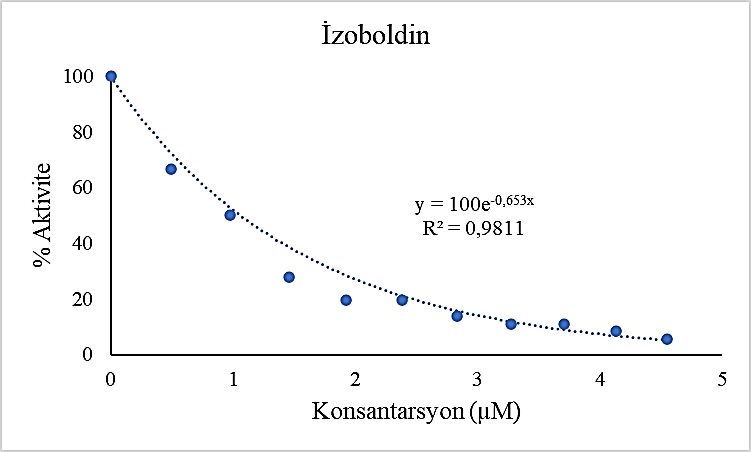 İzoboldin
100
80
60
40
20
0
% Aktivite
y = 100e^-0,653x
R² = 0,9811
0 1 2 3 4 5
Konsantarsyon (µM)